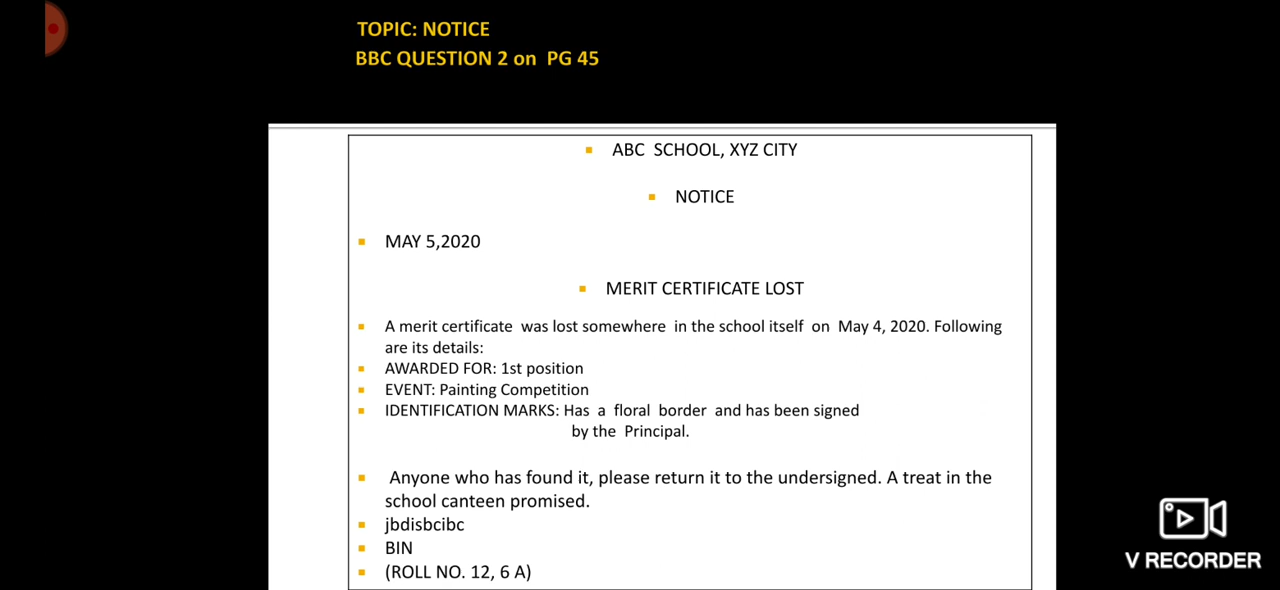 TOPIC: NOTICE
BBC QUESTION 2 on PG 45
ABC SCHOOL, XYZ CITY
NOTICE
MAY 5,2020
MERIT CERTIFICATE LOST
A merit certificate was lost somewhere in the school itself on May 4, 2020. Following
are its details:
AWARDED FOR: 1st position
EVENT: Painting Competition
IDENTIFICATION MARKS: Has a floral border and has been signed
by the Principal.
Anyone who has found it, please return it to the undersigned. A treat in the
school canteen promised.
jbdisbcibc
BIN
(ROLL NO. 12, 6 A)
V RECORDER